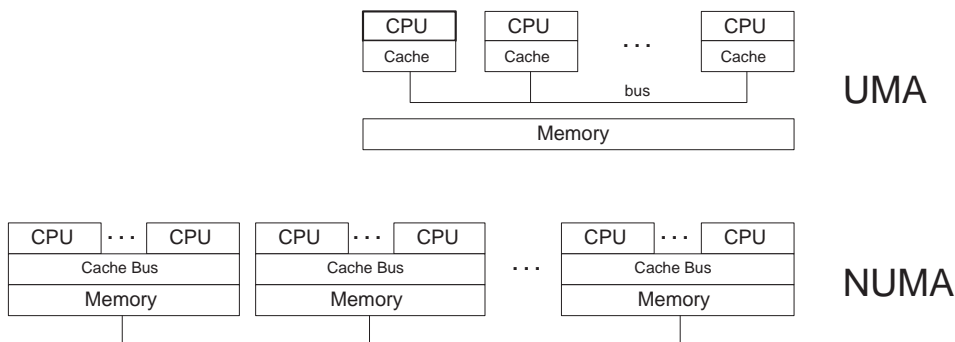 CPU CPU ... CPU
Cache Cache Cache
bus
UMA
Memory
CPU ... CPU CPU ... CPU ... CPU ... CPU
Cache Bus Cache Bus Cache Bus
NUMA
Memory Memory Memory